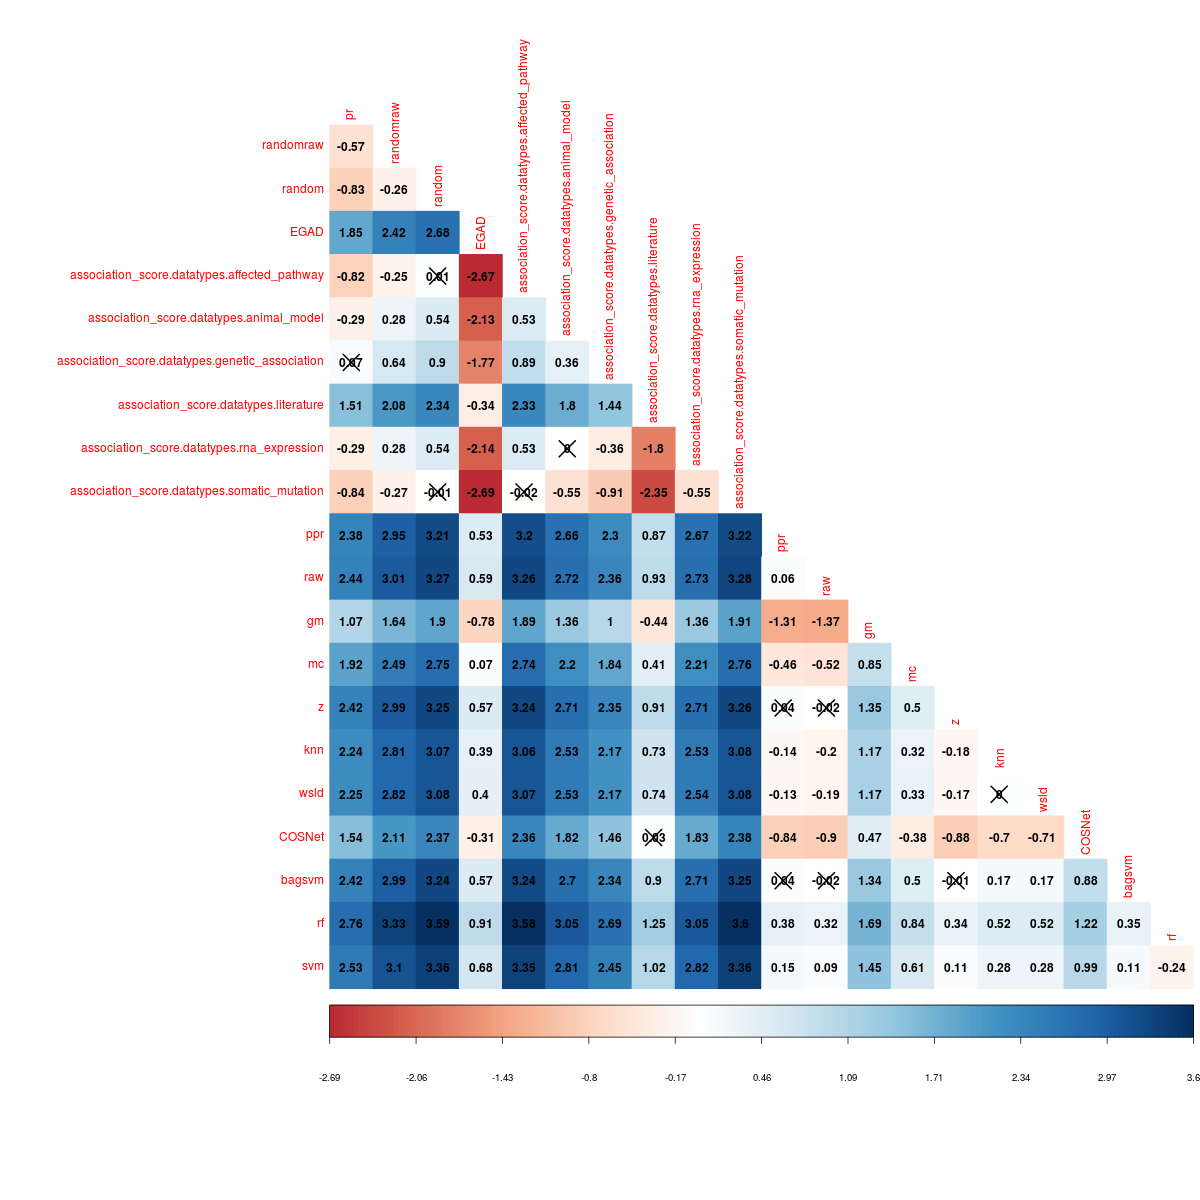 pr
randomraw
random
EGAD
association_score.datatypes.affected_pathway
association_score.datatypes.animal_model
association_score.datatypes.genetic_association
association_score.datatypes.literature
association_score.datatypes.rna_expression
association_score.datatypes.somatic_mutation
ppr
raw
gm
mc
z
knn
wsld
COSNet
bagsvm
rf
randomraw -0.57
random -0.83 -0.26
EGAD 1.85 2.42 2.68
association_score.datatypes.affected_pathway -0.82 -0.25 0.01 -2.67
association_score.datatypes.animal_model -0.29 0.28 0.54 -2.13 0.53
association_score.datatypes.genetic_association 0.07 0.64 0.9 -1.77 0.89 0.36
association_score.datatypes.literature 1.51 2.08 2.34 -0.34 2.33 1.8 1.44
association_score.datatypes.rna_expression -0.29 0.28 0.54 -2.14 0.53 0 -0.36 -1.8
association_score.datatypes.somatic_mutation -0.84 -0.27 -0.01 -2.69 -0.02 -0.55 -0.91 -2.35 -0.55
ppr 2.38 2.95 3.21 0.53 3.2 2.66 2.3 0.87 2.67 3.22
raw 2.44 3.01 3.27 0.59 3.26 2.72 2.36 0.93 2.73 3.28 0.06
gm 1.07 1.64 1.9 -0.78 1.89 1.36 1 -0.44 1.36 1.91 -1.31 -1.37
mc 1.92 2.49 2.75 0.07 2.74 2.2 1.84 0.41 2.21 2.76 -0.46 -0.52 0.85
z 2.42 2.99 3.25 0.57 3.24 2.71 2.35 0.91 2.71 3.26 0.04 -0.02 1.35 0.5
knn 2.24 2.81 3.07 0.39 3.06 2.53 2.17 0.73 2.53 3.08 -0.14 -0.2 1.17 0.32 -0.18
wsld 2.25 2.82 3.08 0.4 3.07 2.53 2.17 0.74 2.54 3.08 -0.13 -0.19 1.17 0.33 -0.17 0
COSNet 1.54 2.11 2.37 -0.31 2.36 1.82 1.46 0.03 1.83 2.38 -0.84 -0.9 0.47 -0.38 -0.88 -0.7 -0.71
bagsvm 2.42 2.99 3.24 0.57 3.24 2.7 2.34 0.9 2.71 3.25 0.04 -0.02 1.34 0.5 -0.01 0.17 0.17 0.88
rf 2.76 3.33 3.59 0.91 3.58 3.05 2.69 1.25 3.05 3.6 0.38 0.32 1.69 0.84 0.34 0.52 0.52 1.22 0.35
svm 2.53 3.1 3.36 0.68 3.35 2.81 2.45 1.02 2.82 3.36 0.15 0.09 1.45 0.61 0.11 0.28 0.28 0.99 0.11 -0.24
-2.69 -2.06 -1.43 -0.8 -0.17 0.46 1.09 1.71 2.34 2.97 3.6